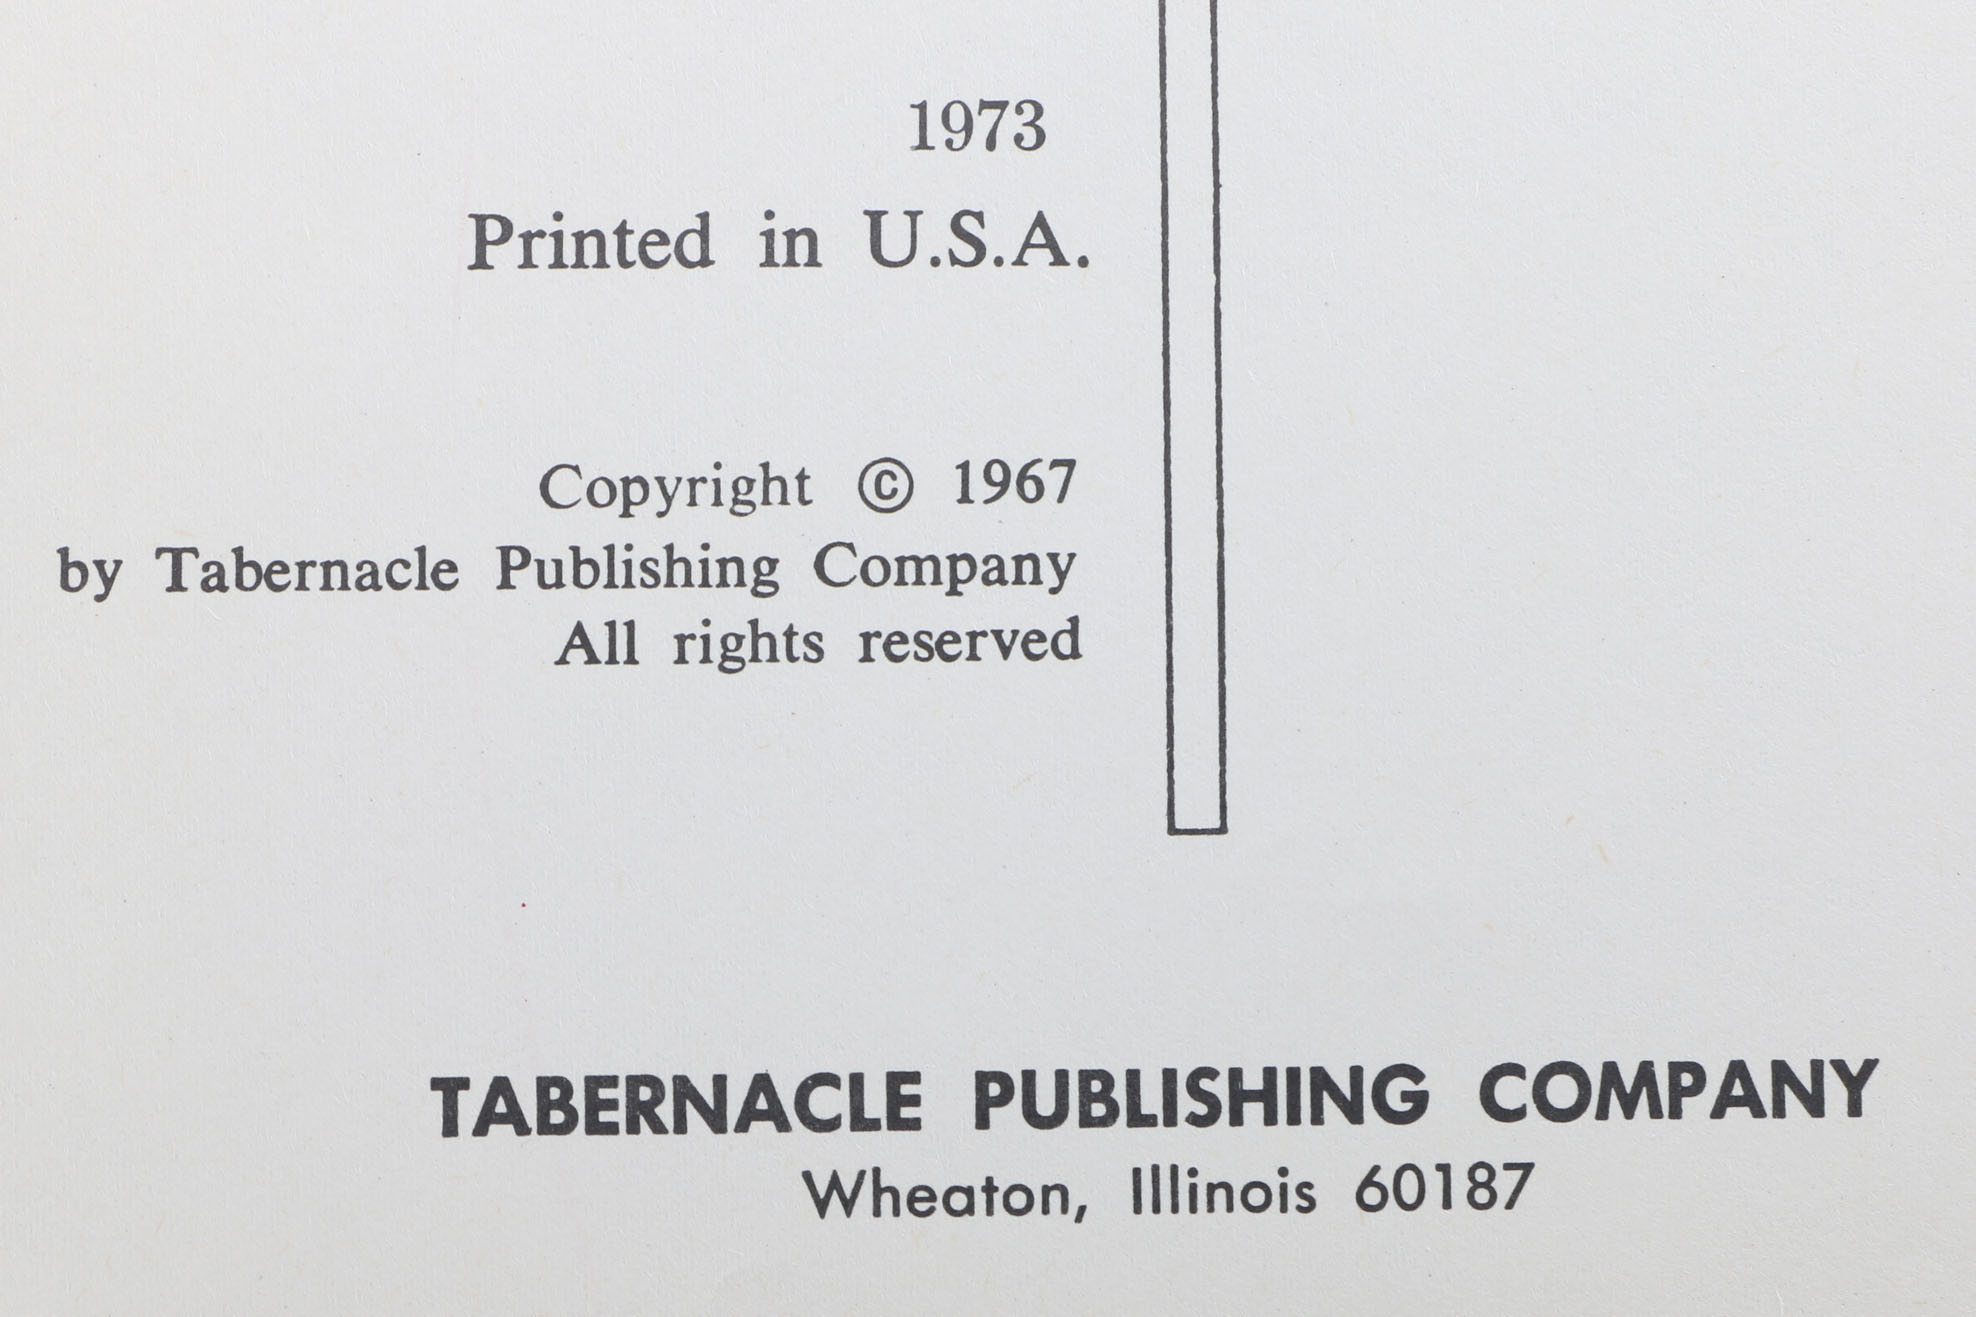 1973
Printed in U.S.A.
Copyright © 1967
by Tabernacle Publishing Company
All rights reserved
TABERNACLE PUBLISHING COMPANY
Wheaton, Illinois 60187